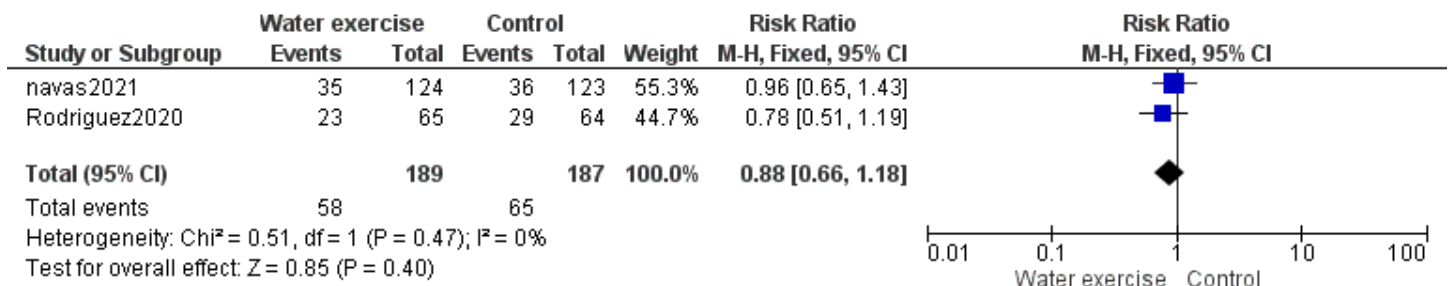 Water exercise Control Risk Ratio Risk Ratio
Study or Subgroup Events Total Events Total Weight M-H, Fixed, 95% CI M-H, Fixed, 95% CI
navas2021 35 124 36 123 55.3% 0.96 [0.65, 1.43]
Rodriguez2020 23 65 29 64 44.7% 0.78 [0.51, 1.19]
Total (95% CI) 189 187 100.0% 0.88 [0.66, 1.18]
Total events 58 65
Heterogeneity: Chi² = 0.51, df = 1 (P = 0.47); I² = 0%
Test for overall effect: Z = 0.85 (P = 0.40)
0.01 0.1 1 10 100
Water exercise Control